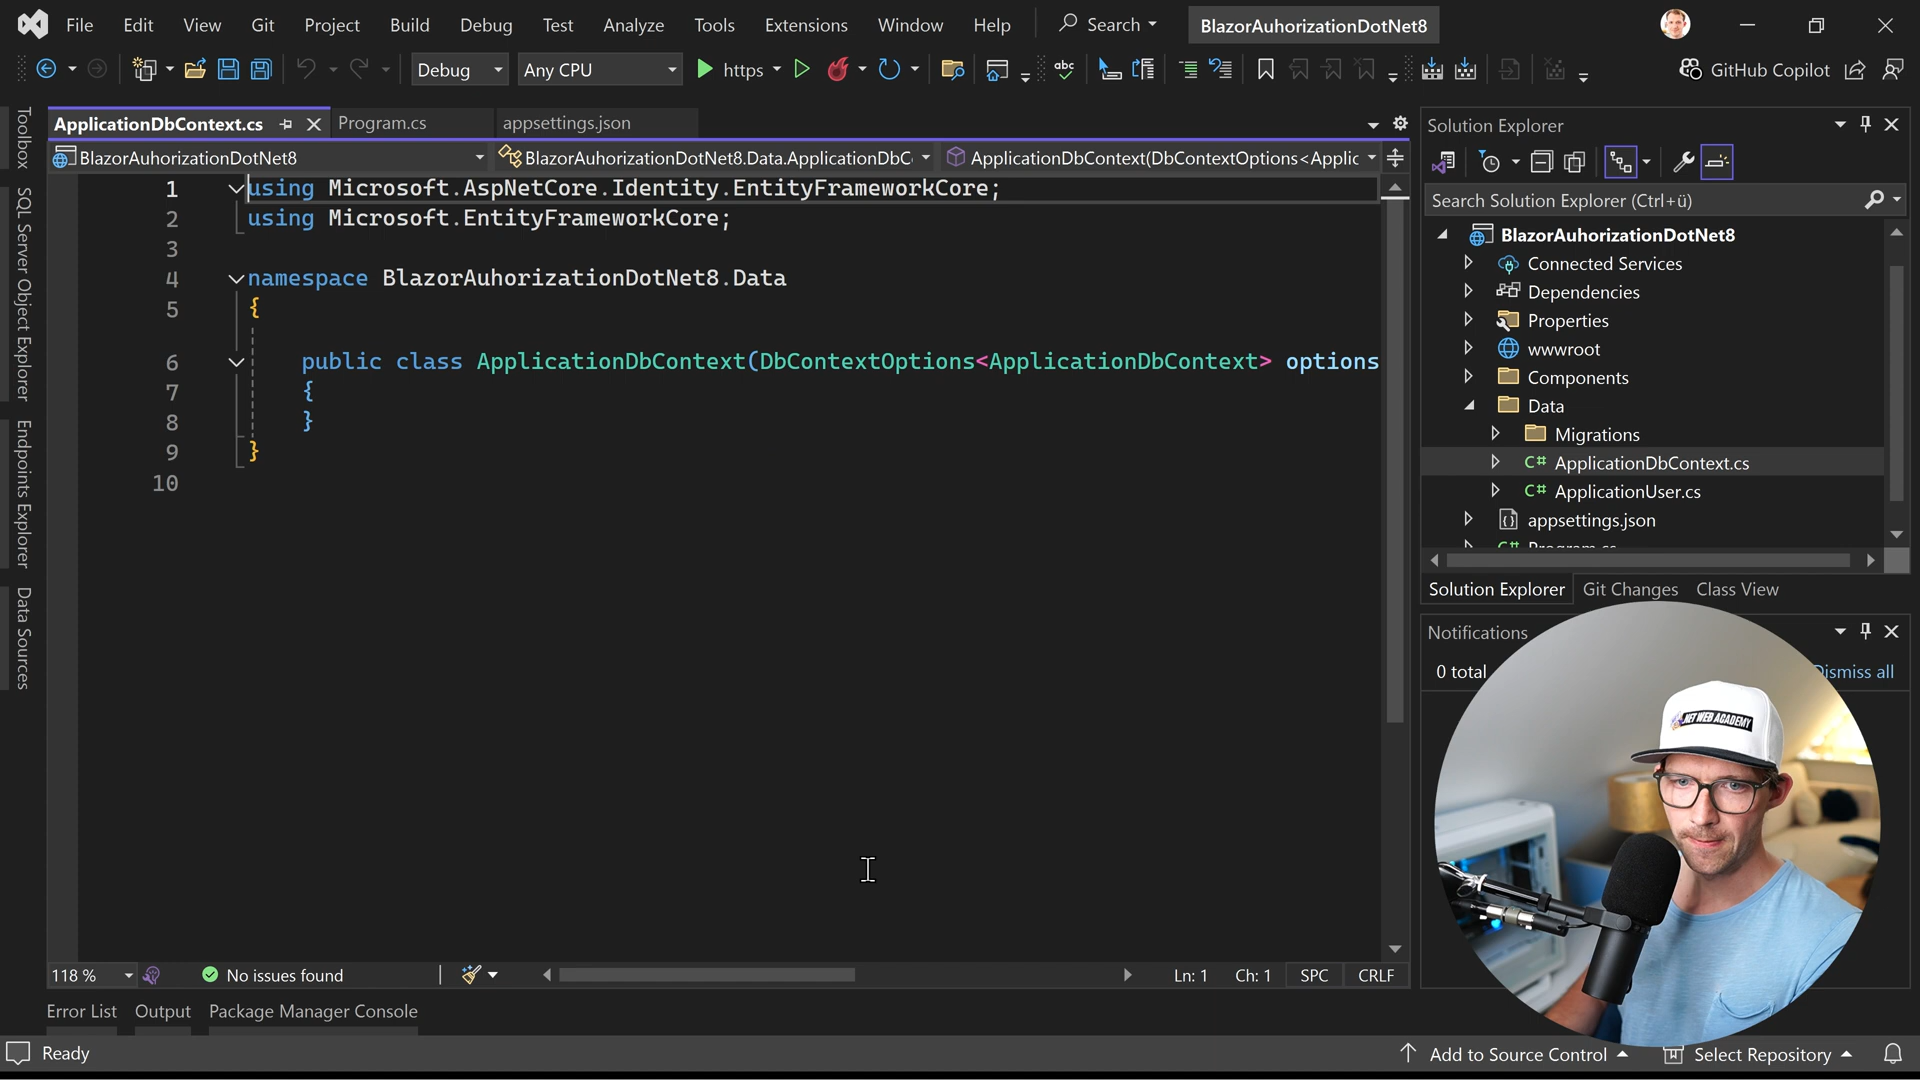 File Edit View Git Project Build Debug Test Analyze Tools Extensions Window Help Search BlazorAuhorizationDotNet8
Debug Any CPU https GitHub Copilot
ApplicationDbContext.cs Program.cs appsettings.json
BlazorAuhorizationDotNet8 BlazorAuhorizationDotNet8.Data.ApplicationDbC ApplicationDbContext(DbContextOptions<Applic
1 using Microsoft.AspNetCore.Identity.EntityFrameworkCore;
2 using Microsoft.EntityFrameworkCore;
3
4 namespace BlazorAuhorizationDotNet8.Data
5 {
6 public class ApplicationDbContext(DbContextOptions<ApplicationDbContext> options
7 {
8 }
9 }
10
118 % No issues found Ln: 1 Ch: 1 SPC CRLF
Error List Output Package Manager Console
Ready Add to Source Control Select Repository
Toolbox
SQL Server Object Explorer
Endpoints Explorer
Data Sources
Solution Explorer
Search Solution Explorer (Ctrl+ü)
BlazorAuhorizationDotNet8
Connected Services
Dependencies
Properties
wwwroot
Components
Data
Migrations
C# ApplicationDbContext.cs
C# ApplicationUser.cs
appsettings.json
C# Program.cs
Solution Explorer Git Changes Class View
Notifications
0 total Dismiss all
.NET WEB ACADEMY